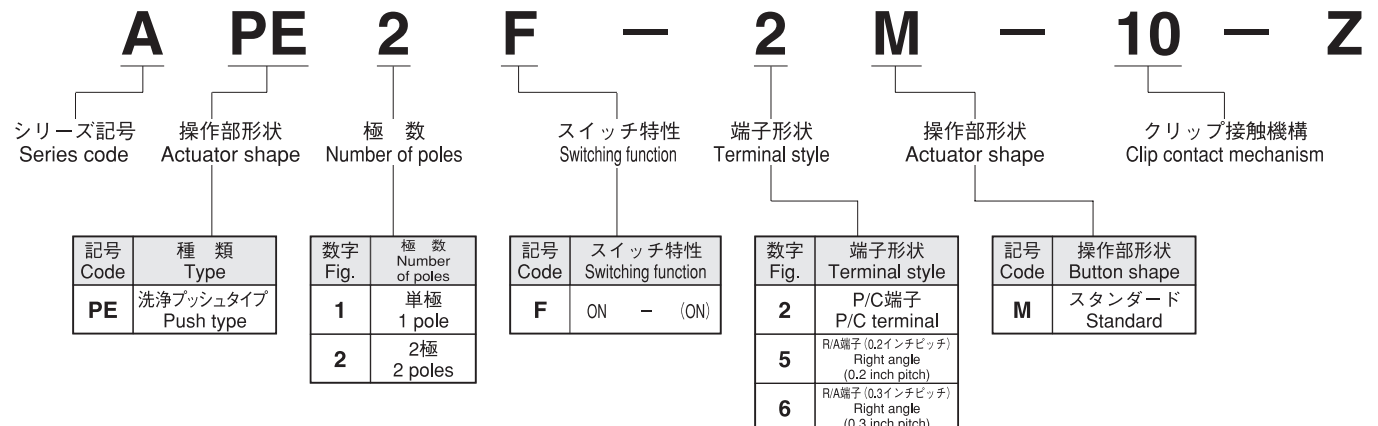 A PE 2 F － 2 M － 10 － Z
シリーズ記号
Series code
操作部形状
Actuator shape
極　数
Number of poles
スイッチ特性
Switching function
端子形状
Terminal style
操作部形状
Actuator shape
クリップ接触機構
Clip contact mechanism
記号
Code
種　類
Type
PE
洗浄プッシュタイプ
Push type
数字
Fig.
極　数
Number
of poles
1
単極
1 pole
2
2極
2 poles
記号
Code
スイッチ特性
Switching function
F
ON － (ON)
数字
Fig.
端子形状
Terminal style
2
P/C端子
P/C terminal
5
R/A端子(0.2インチピッチ)
Right angle
(0.2 inch pitch)
6
R/A端子(0.3インチピッチ)
Right angle
(0.3 inch pitch)
記号
Code
操作部形状
Button shape
M
スタンダード
Standard